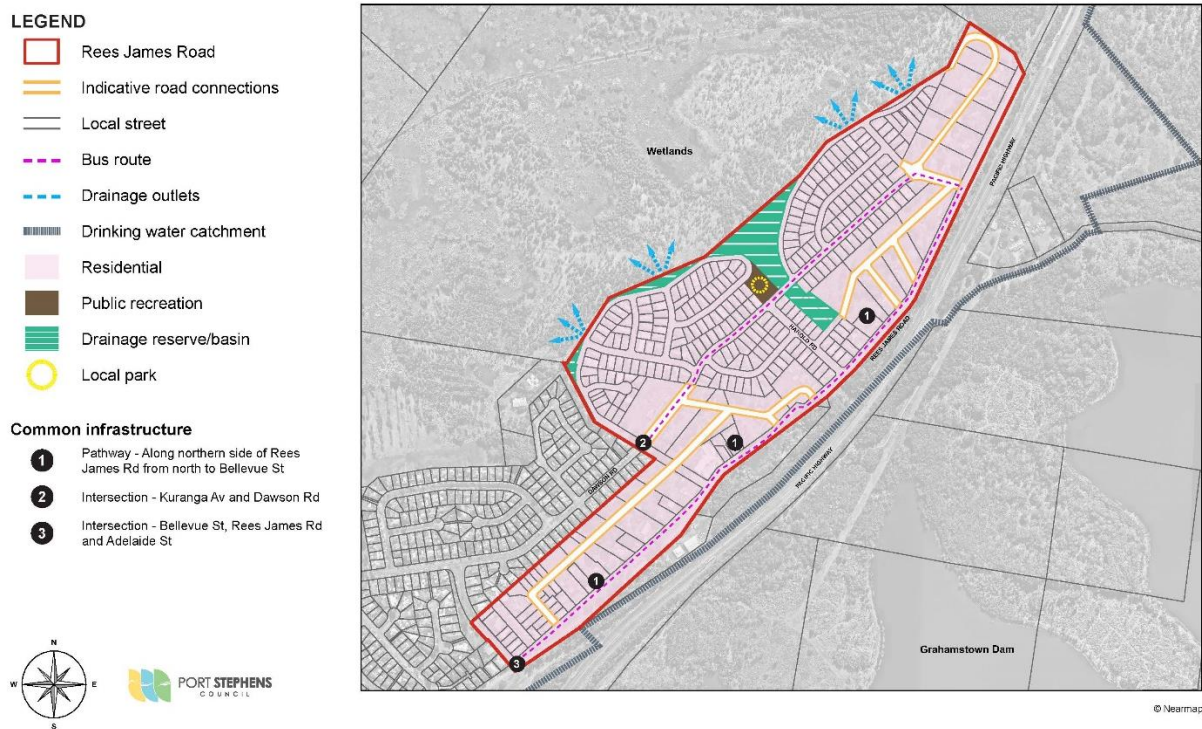 LEGEND
Rees James Road
Indicative road connections
Local street
Bus route
Drainage outlets
Drinking water catchment
Residential
Public recreation
Drainage reserve/basin
Local park
Common infrastructure
1
Pathway - Along northern side of Rees
James Rd from north to Bellevue St
2
Intersection - Kuranga Av and Dawson Rd
3
Intersection - Bellevue St, Rees James Rd
and Adelaide St
N
W
E
S
PORT STEPHENS
COUNCIL
Wetlands
PACIFIC HIGHWAY
HAROLD RD
1
REES JAMES ROAD
2
1
PACIFIC HIGHWAY
DAWSON RD
1
3
Grahamstown Dam
© Nearmap